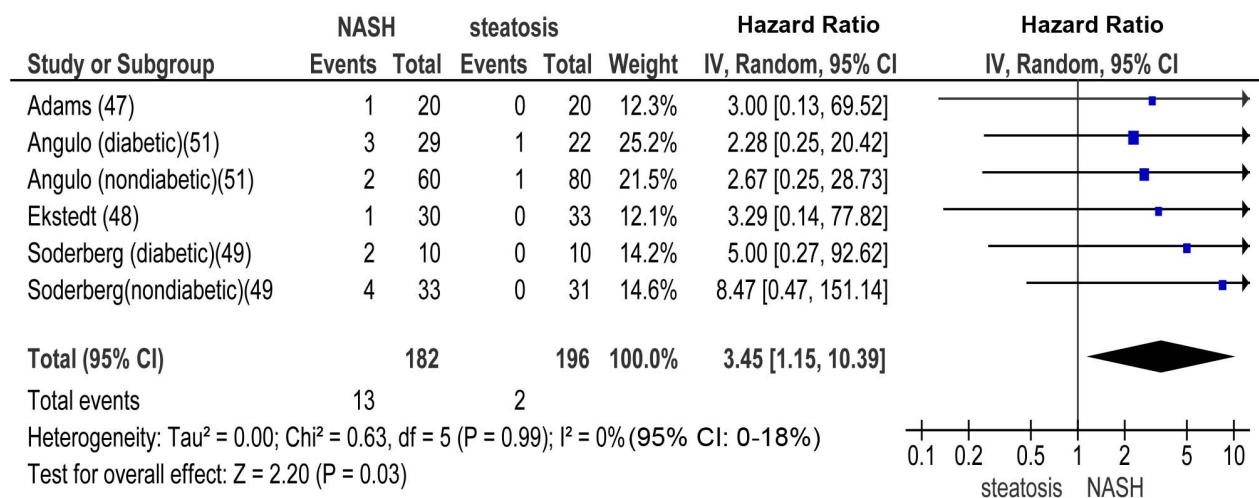 NASH steatosis Hazard Ratio Hazard Ratio
Study or Subgroup Events Total Events Total Weight IV, Random, 95% CI IV, Random, 95% CI
Adams (47) 1 20 0 20 12.3% 3.00 [0.13, 69.52]
Angulo (diabetic)(51) 3 29 1 22 25.2% 2.28 [0.25, 20.42]
Angulo (nondiabetic)(51) 2 60 1 80 21.5% 2.67 [0.25, 28.73]
Ekstedt (48) 1 30 0 33 12.1% 3.29 [0.14, 77.82]
Soderberg (diabetic)(49) 2 10 0 10 14.2% 5.00 [0.27, 92.62]
Soderberg(nondiabetic)(49 4 33 0 31 14.6% 8.47 [0.47, 151.14]
Total (95% CI) 182 196 100.0% 3.45 [1.15, 10.39]
Total events 13 2
Heterogeneity: Tau² = 0.00; Chi² = 0.63, df = 5 (P = 0.99); I² = 0% (95% CI: 0-18%)
Test for overall effect: Z = 2.20 (P = 0.03)
0.1 0.2 0.5 1 2 5 10
steatosis NASH